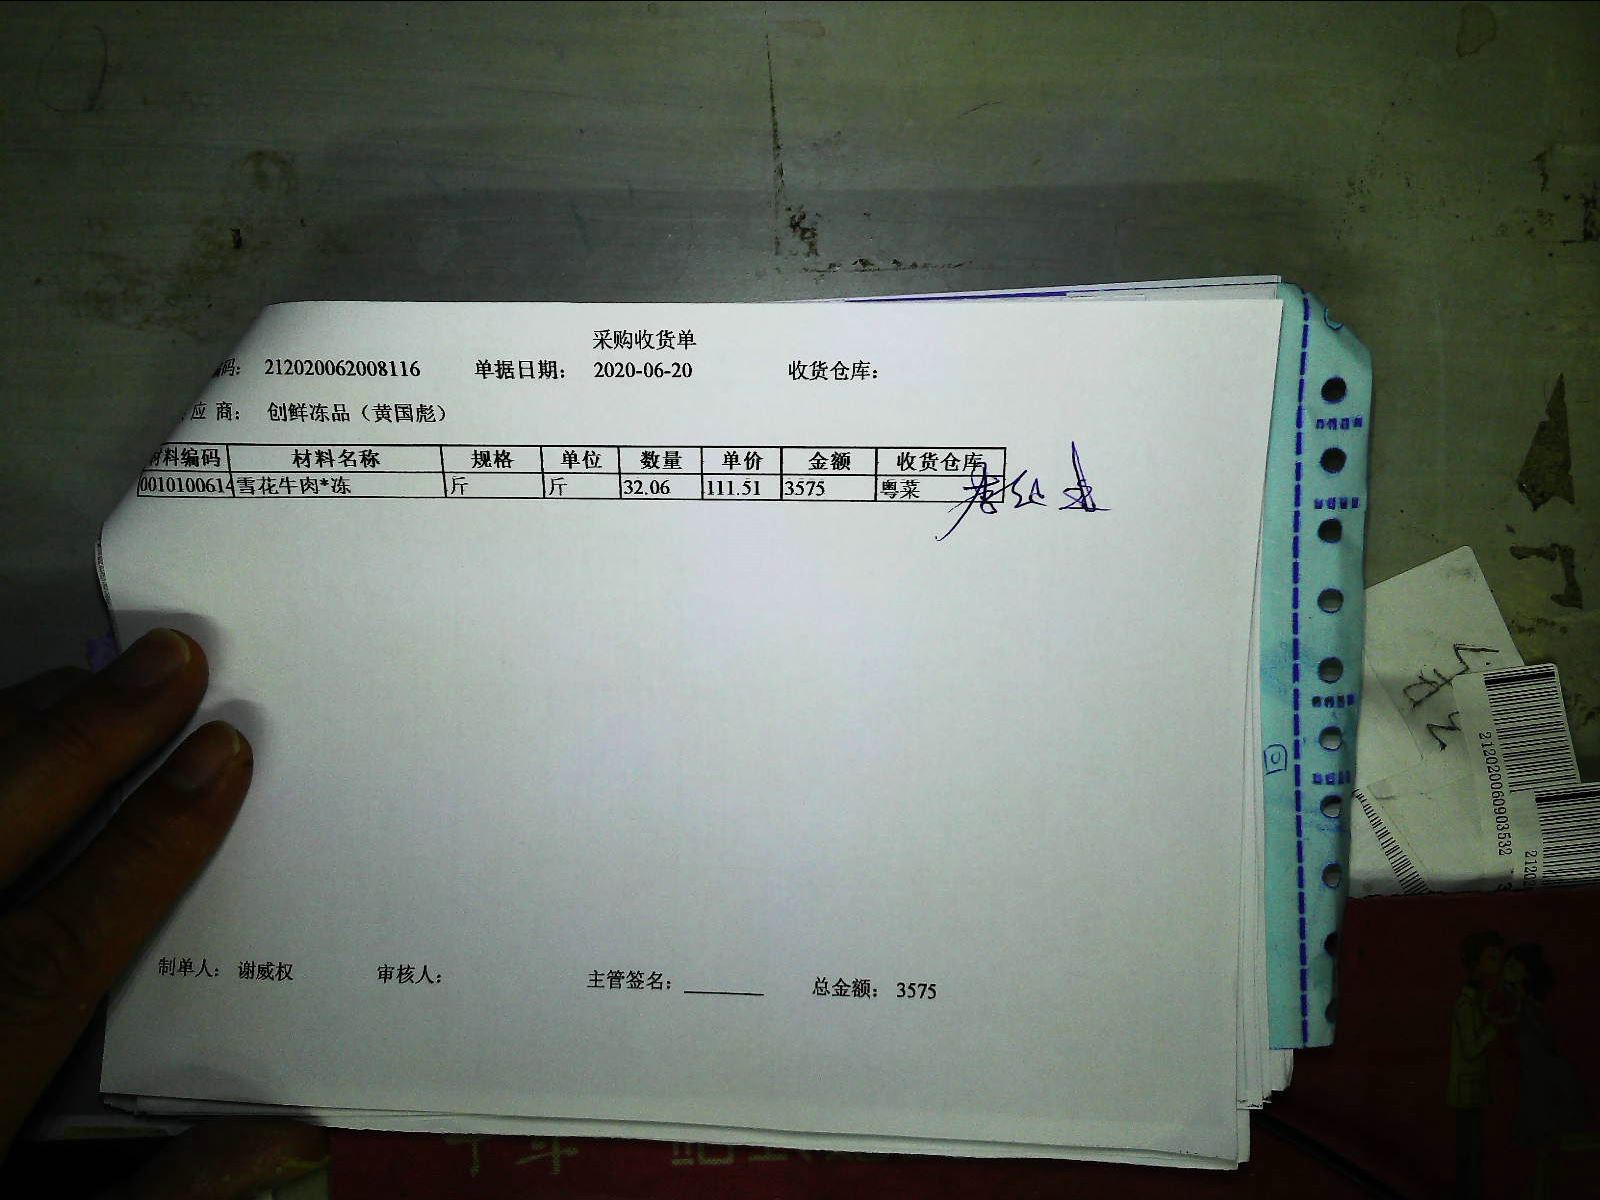 采购收货单
编码： 212020062008116 单据日期： 2020-06-20 收货仓库：
应 商： 创鲜冻品（黄国彪）
材料编码 材料名称 规格 单位 数量 单价 金额 收货仓库
0010100614 雪花牛肉*冻 斤 斤 32.06 111.51 3575 粤菜
制单人： 谢威权 审核人： 主管签名： 总金额： 3575
212020060903532